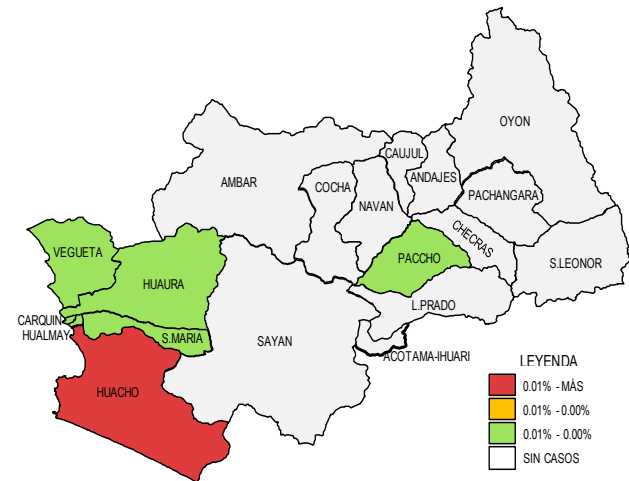 OYON
CAUJUL
AMBAR
COCHA
ANDAJES
PACHANGARA
NAVAN
CHECRAS
VEGUETA
PACCHO
S.LEONOR
HUAURA
L.PRADO
CARQUIN
HUALMAY
S.MARIA
SAYAN
ACOTAMA-IHUARI
HUACHO
LEYENDA
0.01% - MÁS
0.01% - 0.00%
0.01% - 0.00%
SIN CASOS